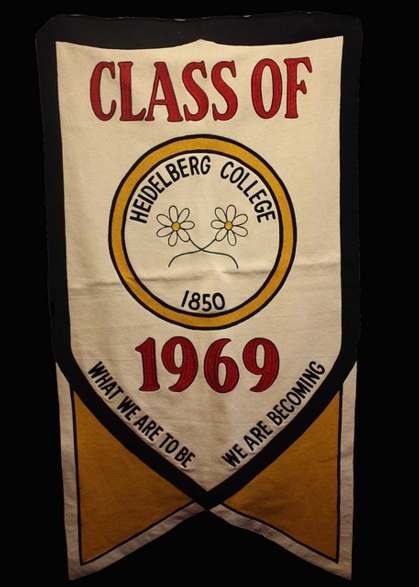 CLASS OF
HEIDELBERG COLLEGE
1850
1969
WHAT WE ARE TO BE
WE ARE BECOMING